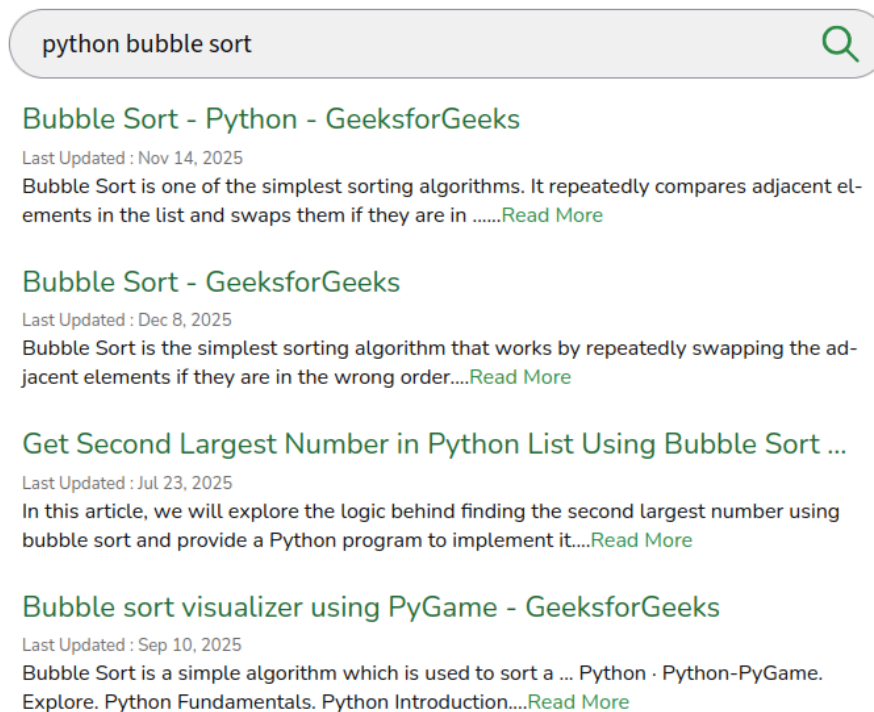 python bubble sort
Bubble Sort - Python - GeeksforGeeks
Last Updated : Nov 14, 2025
Bubble Sort is one of the simplest sorting algorithms. It repeatedly compares adjacent el-
ements in the list and swaps them if they are in ......Read More
Bubble Sort - GeeksforGeeks
Last Updated : Dec 8, 2025
Bubble Sort is the simplest sorting algorithm that works by repeatedly swapping the ad-
jacent elements if they are in the wrong order....Read More
Get Second Largest Number in Python List Using Bubble Sort ...
Last Updated : Jul 23, 2025
In this article, we will explore the logic behind finding the second largest number using
bubble sort and provide a Python program to implement it....Read More
Bubble sort visualizer using PyGame - GeeksforGeeks
Last Updated : Sep 10, 2025
Bubble Sort is a simple algorithm which is used to sort a ... Python · Python-PyGame.
Explore. Python Fundamentals. Python Introduction....Read More